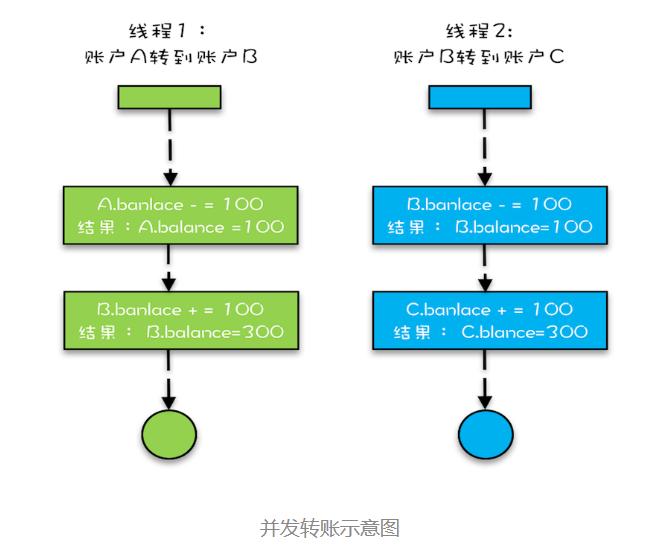 线程1：
账户A转到账户B
线程2:
账户B转到账户C
A.banlace - = 100
结果：A.balance =100
B.banlace + = 100
结果： B.balance=300
B.banlace - = 100
结果： B.balance=100
C.banlace + = 100
结果： C.blance=300
并发转账示意图